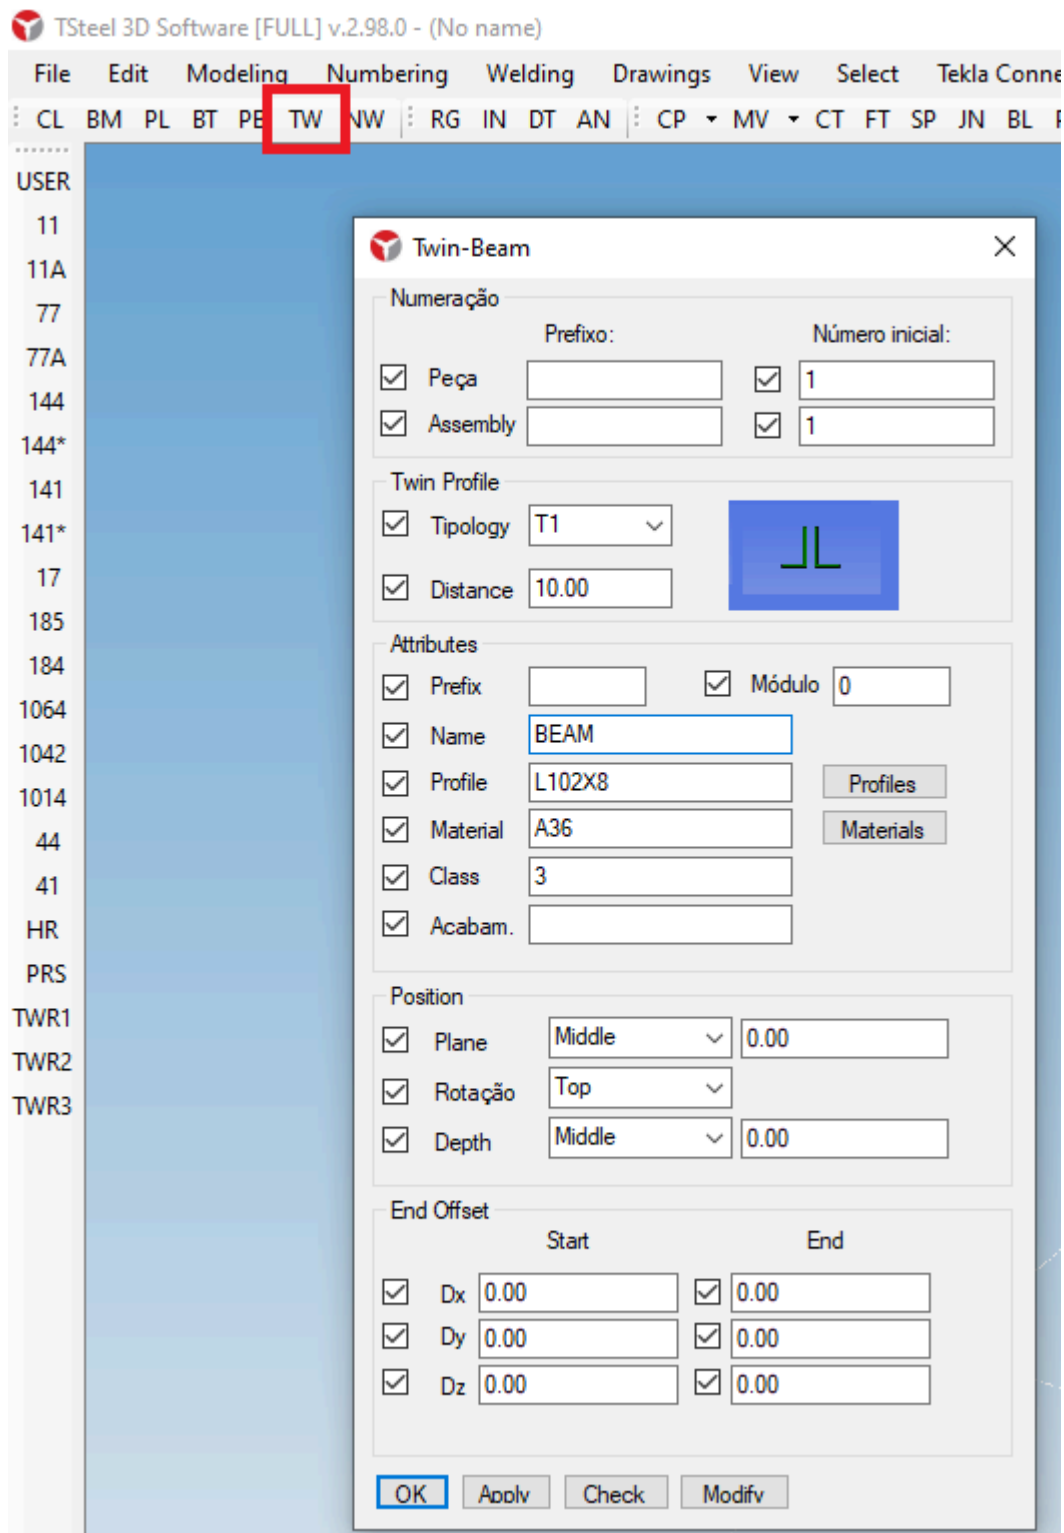 TSteel 3D Software [FULL] v.2.98.0 - (No name)
File Edit Modeling Numbering Welding Drawings View Select Tekla Conne
CL BM PL BT PE TW NW RG IN DT AN CP MV CT FT SP JN BL
USER
11
11A
77
77A
144
144*
141
141*
17
185
184
1064
1042
1014
44
41
HR
PRS
TWR1
TWR2
TWR3
Twin-Beam
Numeração
Prefixo: Número inicial:
Peça 1
Assembly 1
Twin Profile
Tipology T1
Distance 10.00
Attributes
Prefix Módulo 0
Name BEAM
Profile L102X8 Profiles
Material A36 Materials
Class 3
Acabam.
Position
Plane Middle 0.00
Rotação Top
Depth Middle 0.00
End Offset
Start End
Dx 0.00 0.00
Dy 0.00 0.00
Dz 0.00 0.00
OK Apply Check Modify